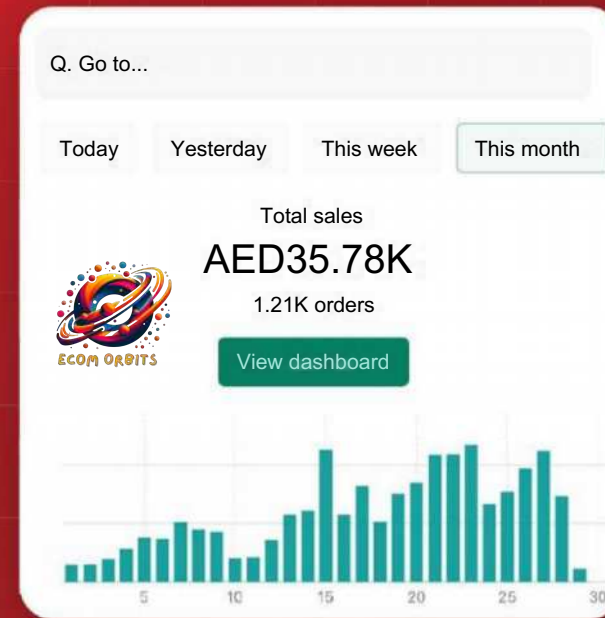 Q. Go to...
Today Yesterday This week This month
Total sales
AED35.78K
1.21K orders
ECOM ORBITS
View dashboard
5 10 15 20 25 30